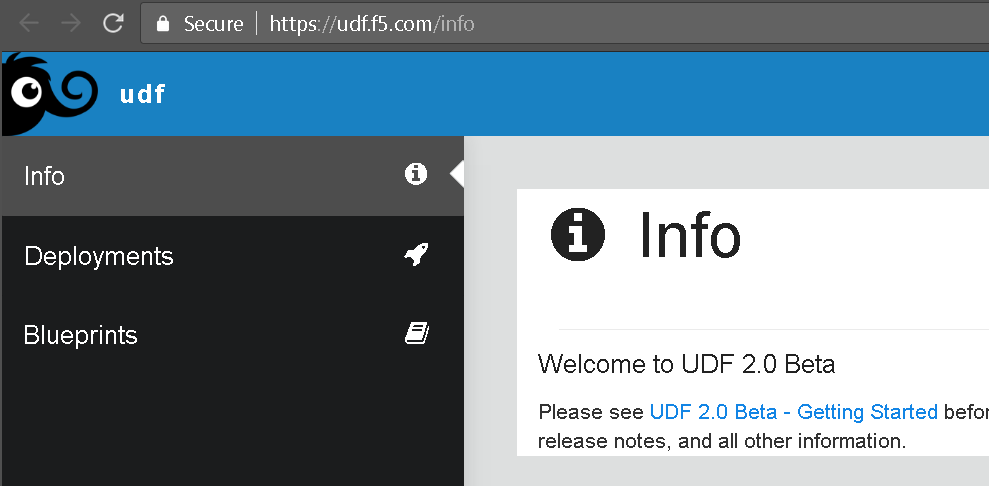 Secure | https://udf.f5.com/info
udf
Info
Deployments
Blueprints
Info
Welcome to UDF 2.0 Beta
Please see UDF 2.0 Beta - Getting Started
release notes, and all other information.